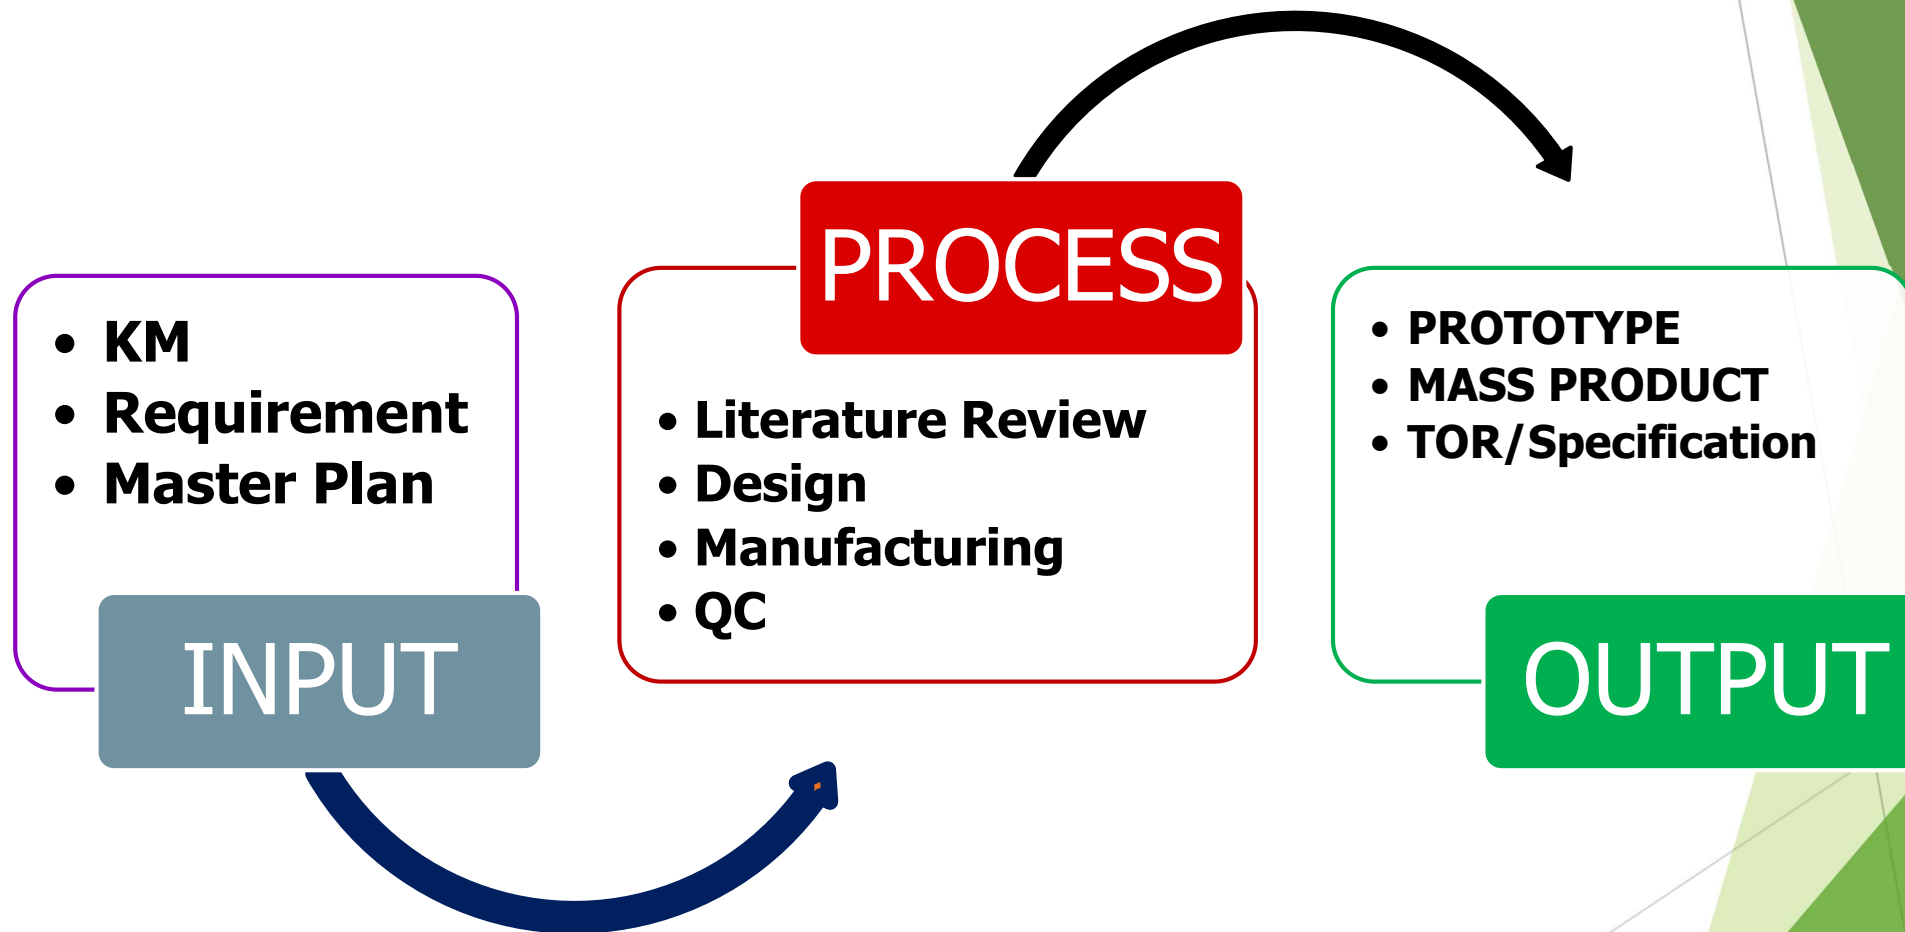 • KM
• Requirement
• Master Plan
INPUT
PROCESS
• Literature Review
• Design
• Manufacturing
• QC
• PROTOTYPE
• MASS PRODUCT
• TOR/Specification
OUTPUT